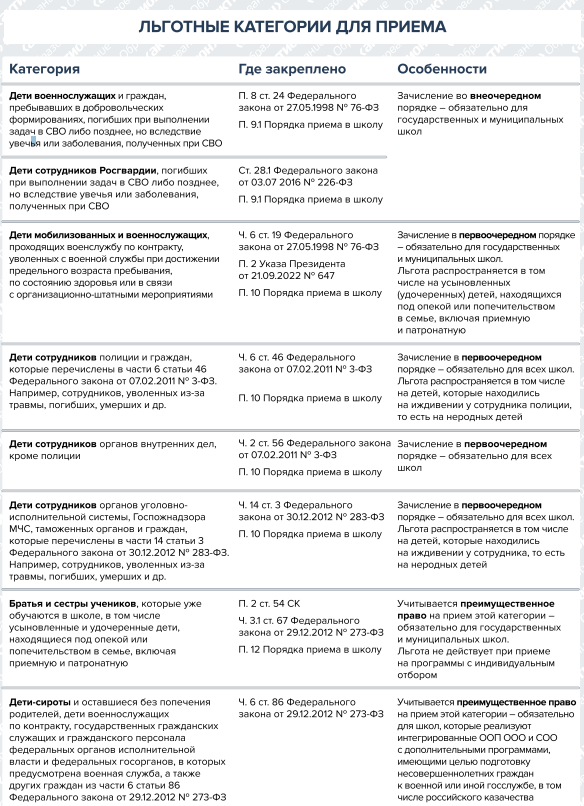 ЛЬГОТНЫЕ КАТЕГОРИИ ДЛЯ ПРИЕМА
Категория
Где закреплено
Особенности
Дети военнослужащих и граждан,
пребывавших в добровольческих
формированиях, погибших при выполнении
задач в СВО либо позднее, но вследствие
увечья или заболевания, полученных при СВО
П. 8 ст. 24 Федерального
закона от 27.05.1998 № 76-ФЗ
П. 9.1 Порядка приема в школу
Зачисление во внеочередном
порядке – обязательно для
государственных и муниципальных
школ
Дети сотрудников Росгвардии, погибших
при выполнении задач в СВО либо позднее,
но вследствие увечья или заболевания,
полученных при СВО
Ст. 28.1 Федерального закона
от 03.07 2016 № 226-ФЗ
П. 9.1 Порядка приема в школу
Дети мобилизованных и военнослужащих,
проходящих военслужбу по контракту,
уволенных с военной службы при достижении
предельного возраста пребывания,
по состоянию здоровья или в связи
с организационно-штатными мероприятиями
Ч. 6 ст. 19 Федерального
закона от 27.05.1998 № 76-ФЗ
П. 2 Указа Президента
от 21.09.2022 № 647
П. 10 Порядка приема в школу
Зачисление в первоочередном порядке
– обязательно для государственных
и муниципальных школ.
Льгота распространяется в том
числе на усыновленных
(удочеренных) детей, находящихся
под опекой или попечительством
в семье, включая приемную
и патронатную
Дети сотрудников полиции и граждан,
которые перечислены в части 6 статьи 46
Федерального закона от 07.02.2011 № 3-ФЗ.
Например, сотрудников, уволенных из-за
травмы, погибших, умерших и др.
Ч. 6 ст. 46 Федерального
закона от 07.02.2011 № 3-ФЗ
П. 10 Порядка приема в школу
Зачисление в первоочередном
порядке – обязательно для всех школ.
Льгота распространяется в том числе
на детей, которые находились
на иждивении у сотрудника полиции,
то есть на неродных детей
Дети сотрудников органов внутренних дел,
кроме полиции
Ч. 2 ст. 56 Федерального закона
от 07.02.2011 № 3-ФЗ
П. 10 Порядка приема в школу
Зачисление в первоочередном
порядке – обязательно для всех
школ
Дети сотрудников органов уголовно-
исполнительной системы, Госпожнадзора
МЧС, таможенных органов и граждан,
которые перечислены в части 14 статьи 3
Федерального закона от 30.12.2012 № 283-ФЗ.
Например, сотрудников, уволенных из-за
травмы, погибших, умерших и др.
Ч. 14 ст. 3 Федерального
закона от 30.12.2012 № 283-ФЗ
П. 10 Порядка приема в школу
Зачисление в первоочередном
порядке – обязательно для всех школ.
Льгота распространяется в том числе
на детей, которые находились
на иждивении у сотрудника, то есть
на неродных детей
Братья и сестры учеников, которые уже
обучаются в школе, в том числе
усыновленные и удочеренные дети,
находящиеся под опекой или
попечительством в семье, включая
приемную и патронатную
П. 2 ст. 54 СК
Ч. 3.1 ст. 67 Федерального
закона от 29.12.2012 № 273-ФЗ
П. 12 Порядка приема в школу
Учитывается преимущественное
право на прием этой категории –
обязательно для государственных
и муниципальных школ.
Льгота не действует при приеме
на программы с индивидуальным
отбором
Дети-сироты и оставшиеся без попечения
родителей, дети военнослужащих
по контракту, государственных гражданских
служащих и гражданского персонала
федеральных органов исполнительной
власти и федеральных госорганов, в которых
предусмотрена военная служба, а также
других граждан из части 6 статьи 86
Федерального закона от 29.12.2012 № 273-ФЗ
Ч. 6 ст. 86 Федерального
закона от 29.12.2012 № 273-ФЗ
Учитывается преимущественное право
на прием этой категории – обязательно
для школ, которые реализуют
интегрированные ООП ООО и СОО
с дополнительными программами,
имеющими целью подготовку
несовершеннолетних граждан
к военной или иной госслужбе, в том
числе российского казачества